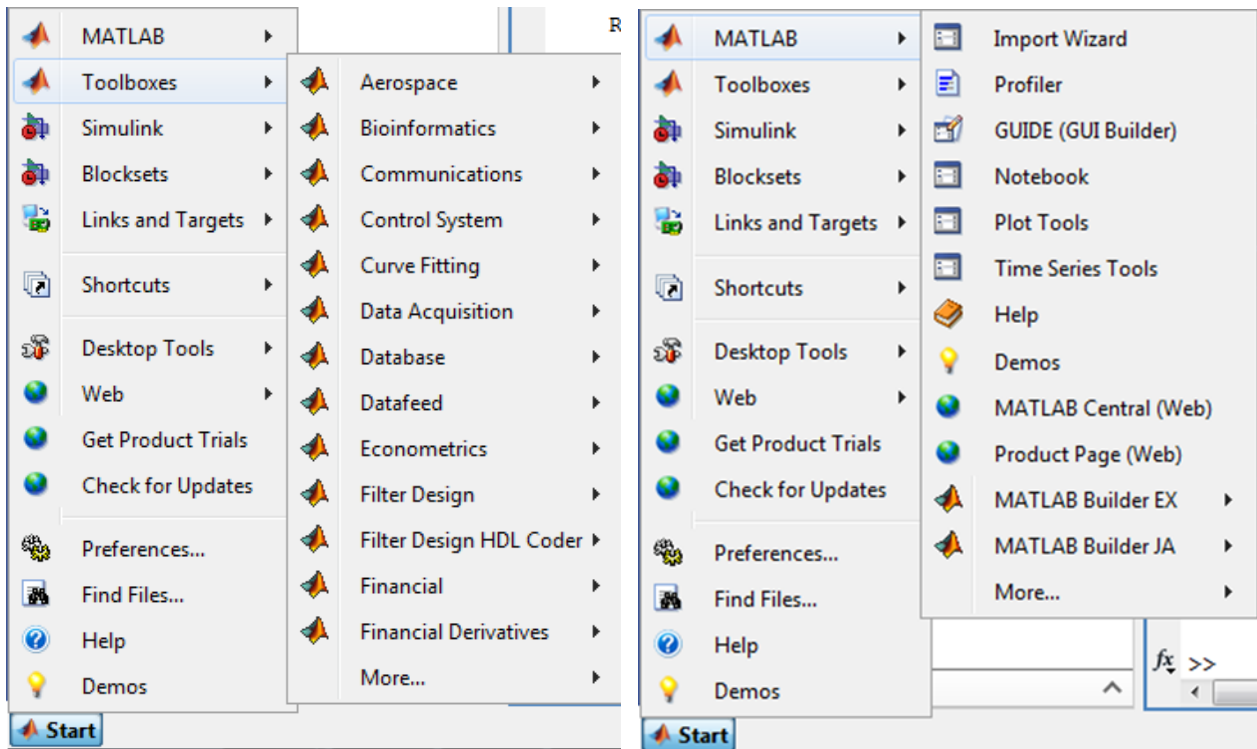 MATLAB
Toolboxes
Simulink
Blocksets
Links and Targets
Shortcuts
Desktop Tools
Web
Get Product Trials
Check for Updates
Preferences...
Find Files...
Help
Demos
Start
Aerospace
Bioinformatics
Communications
Control System
Curve Fitting
Data Acquisition
Database
Datafeed
Econometrics
Filter Design
Filter Design HDL Coder
Financial
Financial Derivatives
More...
R
MATLAB
Toolboxes
Simulink
Blocksets
Links and Targets
Shortcuts
Desktop Tools
Web
Get Product Trials
Check for Updates
Preferences...
Find Files...
Help
Demos
Start
Import Wizard
Profiler
GUIDE (GUI Builder)
Notebook
Plot Tools
Time Series Tools
Help
Demos
MATLAB Central (Web)
Product Page (Web)
MATLAB Builder EX
MATLAB Builder JA
More...
fx >>